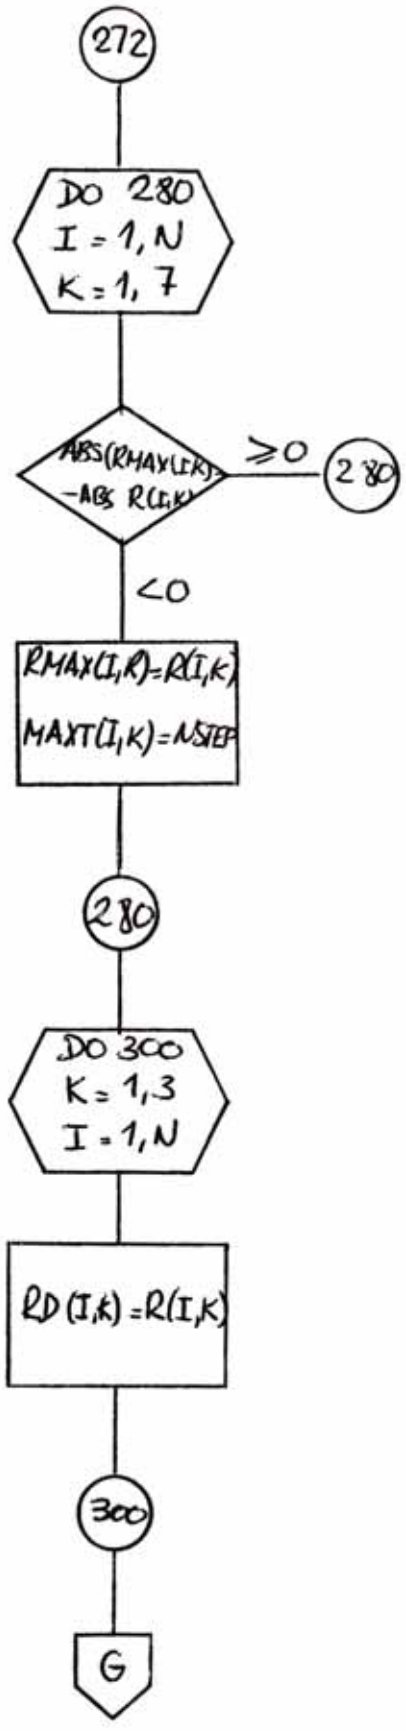 272
DO 280
I = 1, N
K = 1, 7
ABS(RMAX(I,K)-
-ABS R(I,K)
≥0
280
<0
RMAX(I,K)=R(I,K)
MAXT(I,K)=NSTEP
280
DO 300
K = 1,3
I = 1, N
RD(I,K)=R(I,K)
300
G